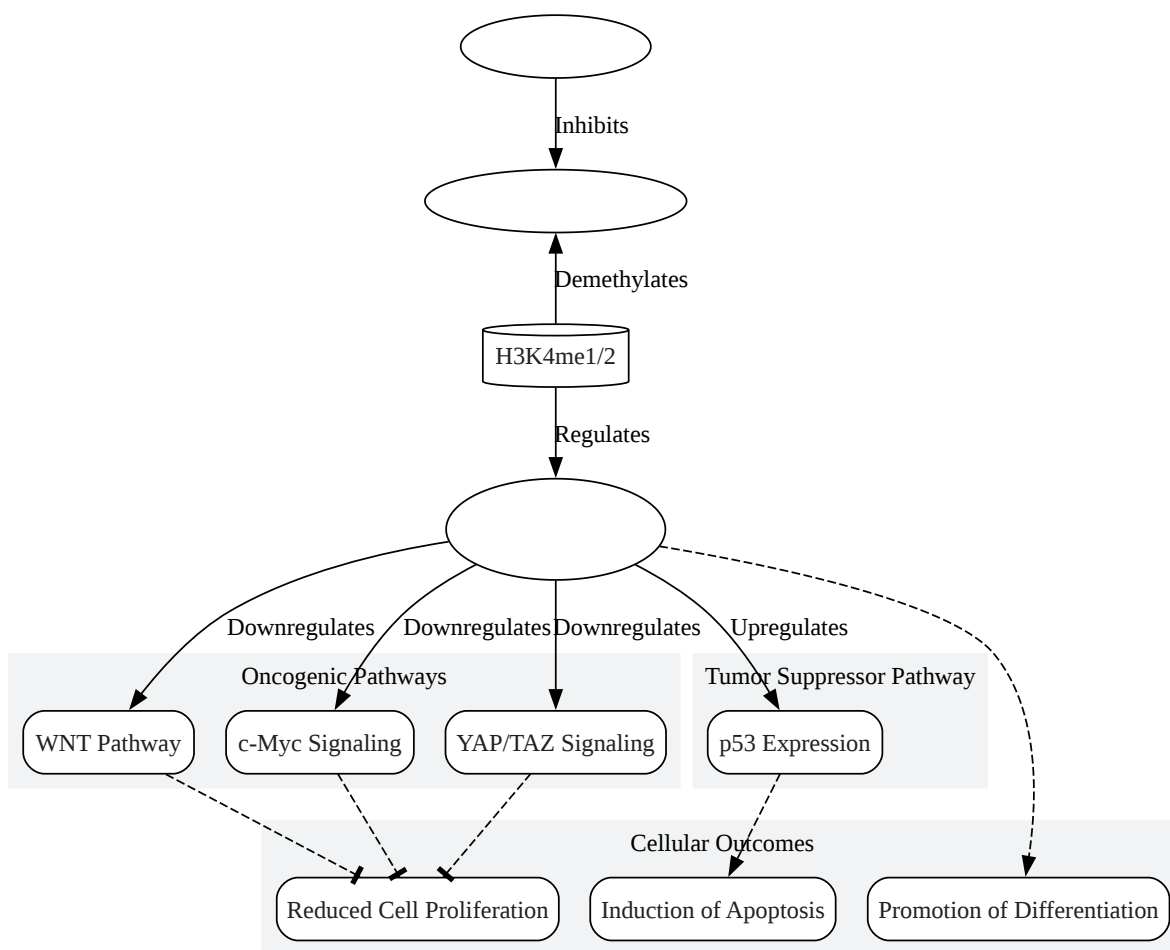 Inhibits
Demethylates
H3K4me1/2
Regulates
Downregulates
Downregulates
Downregulates
Upregulates
Oncogenic Pathways
Tumor Suppressor Pathway
WNT Pathway
c-Myc Signaling
YAP/TAZ Signaling
p53 Expression
Cellular Outcomes
Reduced Cell Proliferation
Induction of Apoptosis
Promotion of Differentiation